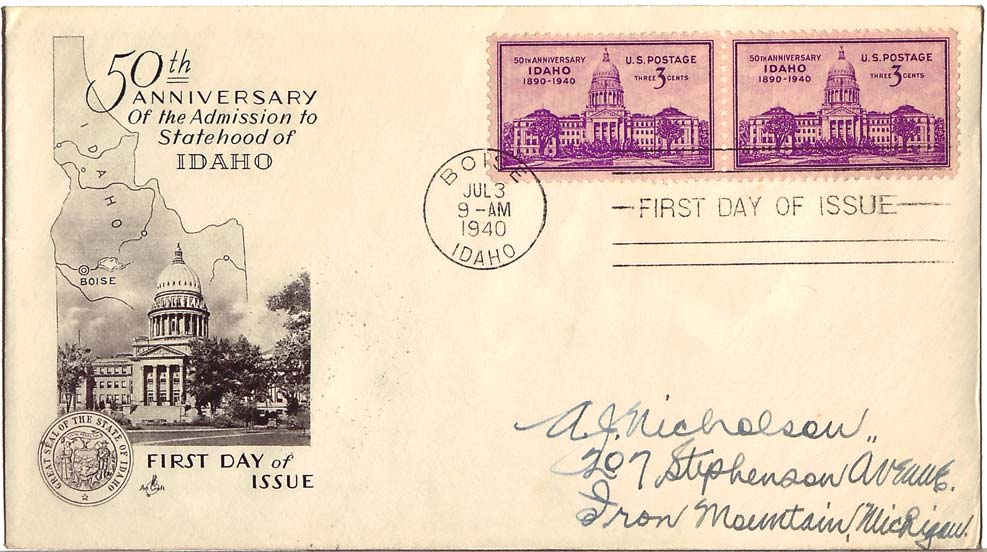 50th
ANNIVERSARY
Of the Admission to
Statehood of
IDAHO
IDAHO
BOISE
GREAT SEAL OF THE STATE OF IDAHO
FIRST DAY of
ISSUE
Art Craft
50TH ANNIVERSARY
IDAHO
1890-1940
U.S. POSTAGE
THREE 3 CENTS
50TH ANNIVERSARY
IDAHO
1890-1940
U.S. POSTAGE
THREE 3 CENTS
BOISE
JUL 3
9-AM
1940
IDAHO
FIRST DAY OF ISSUE
A.J. Nicholson,,
207 Stephenson Avenue.
Iron Mountain, Michigan.